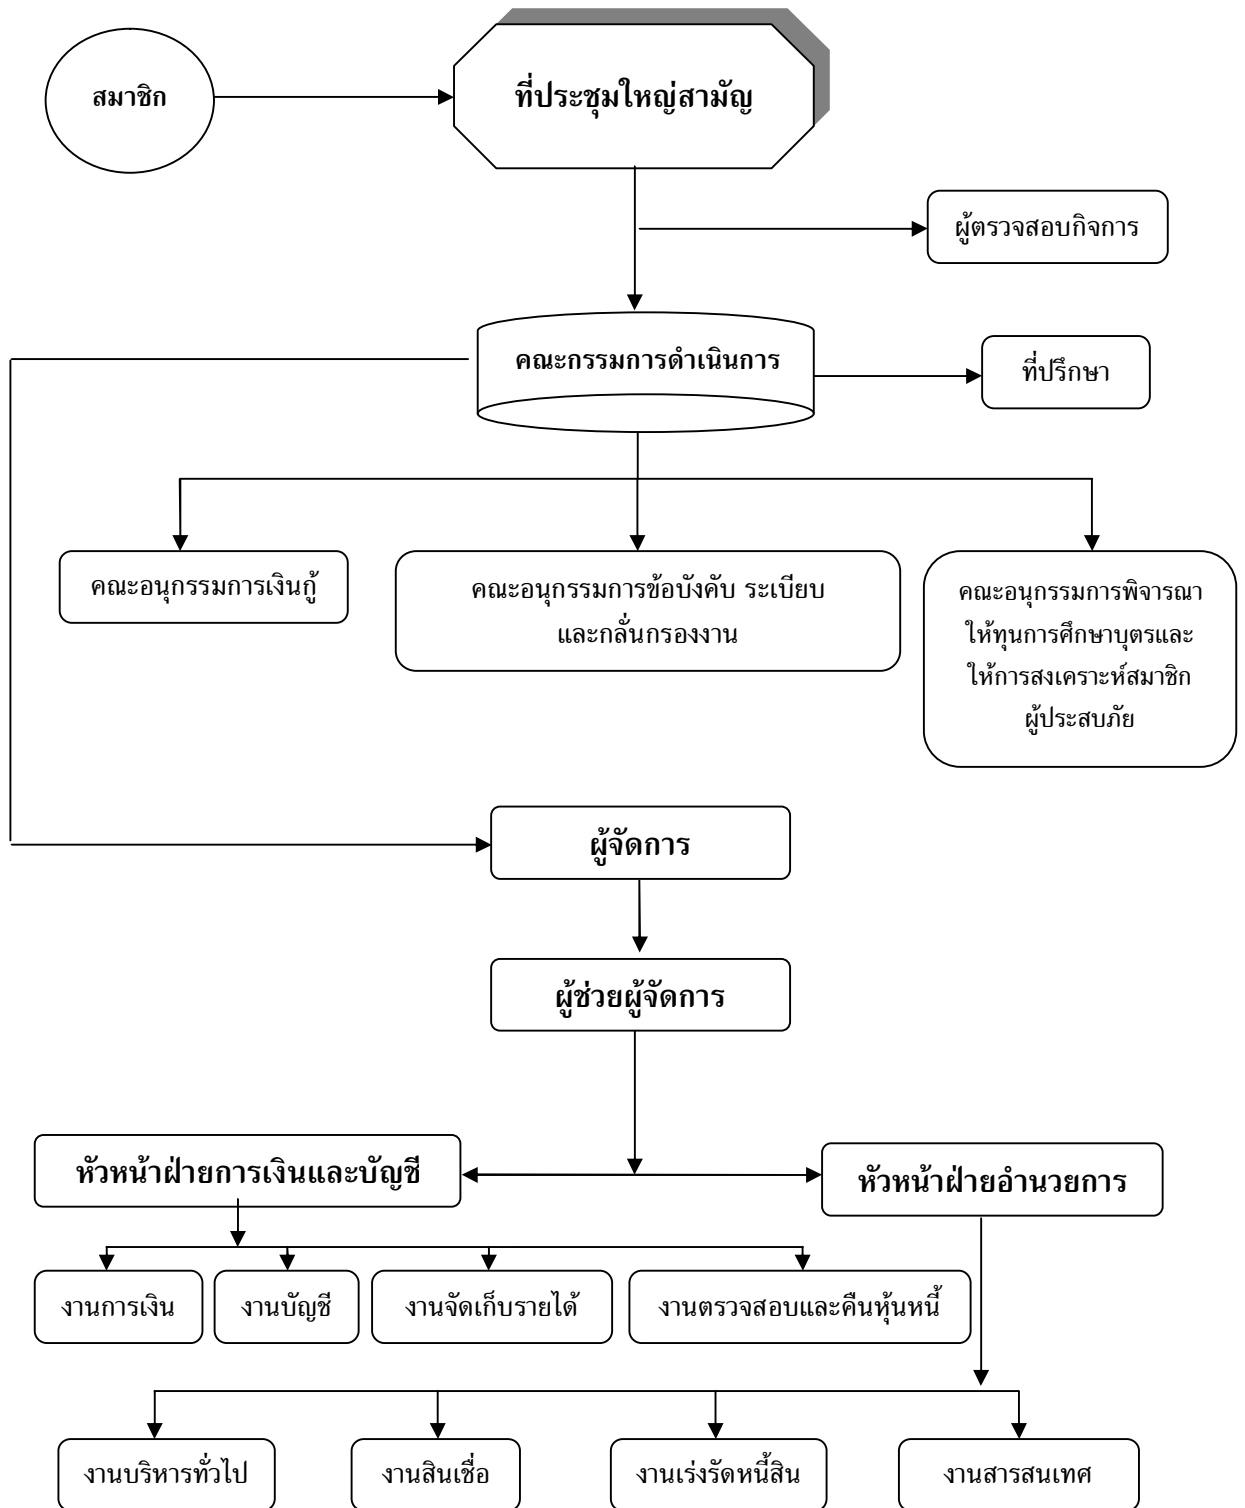 สมาชิก
ที่ประชุมใหญ่สามัญ
ผู้ตรวจสอบกิจการ
คณะกรรมการดำเนินการ
ที่ปรึกษา
คณะอนุกรรมการเงินกู้
คณะอนุกรรมการข้อบังคับ ระเบียบ
และกลั่นกรองงาน
คณะอนุกรรมการพิจารณา
ให้ทุนการศึกษาบุตรและ
ให้การสงเคราะห์สมาชิก
ผู้ประสบภัย
ผู้จัดการ
ผู้ช่วยผู้จัดการ
หัวหน้าฝ่ายการเงินและบัญชี
หัวหน้าฝ่ายอำนวยการ
งานการเงิน
งานบัญชี
งานจัดเก็บรายได้
งานตรวจสอบและคืนหุ้นหนี้
งานบริหารทั่วไป
งานสินเชื่อ
งานเร่งรัดหนี้สิน
งานสารสนเทศ